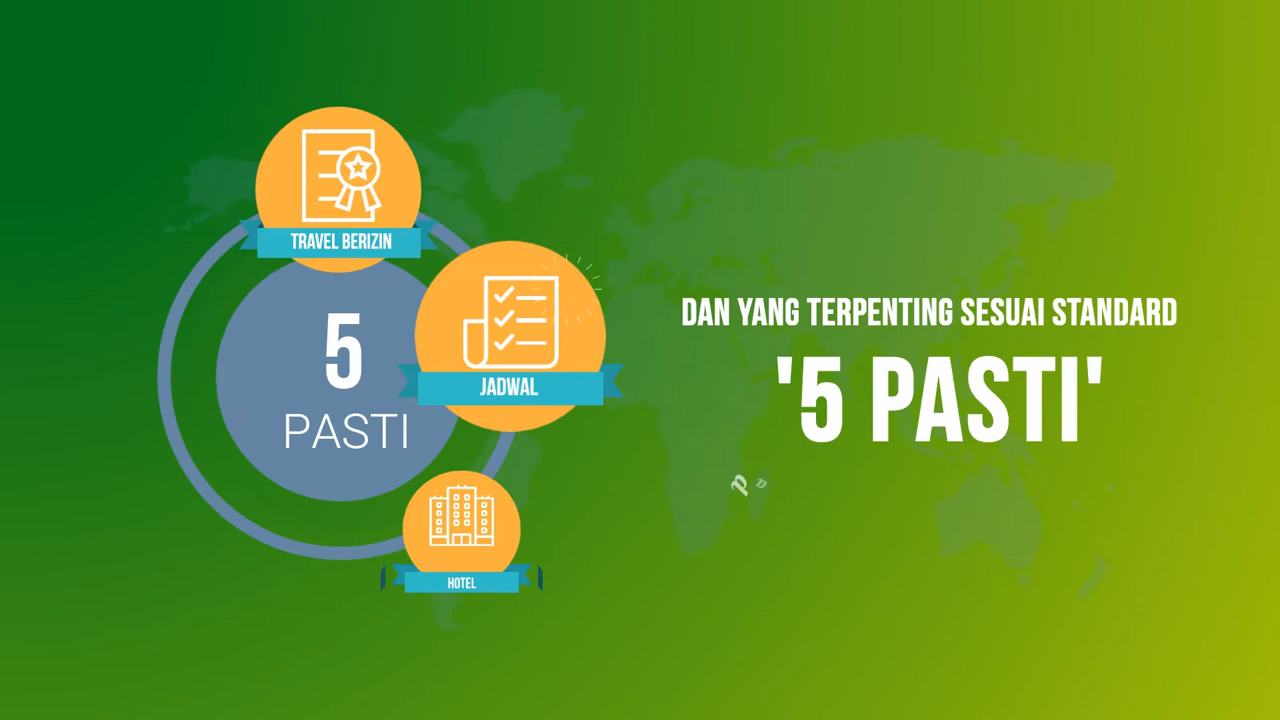 TRAVEL BERIZIN
5
PASTI
JADWAL
HOTEL
DAN YANG TERPENTING SESUAI STANDARD
'5 PASTI'